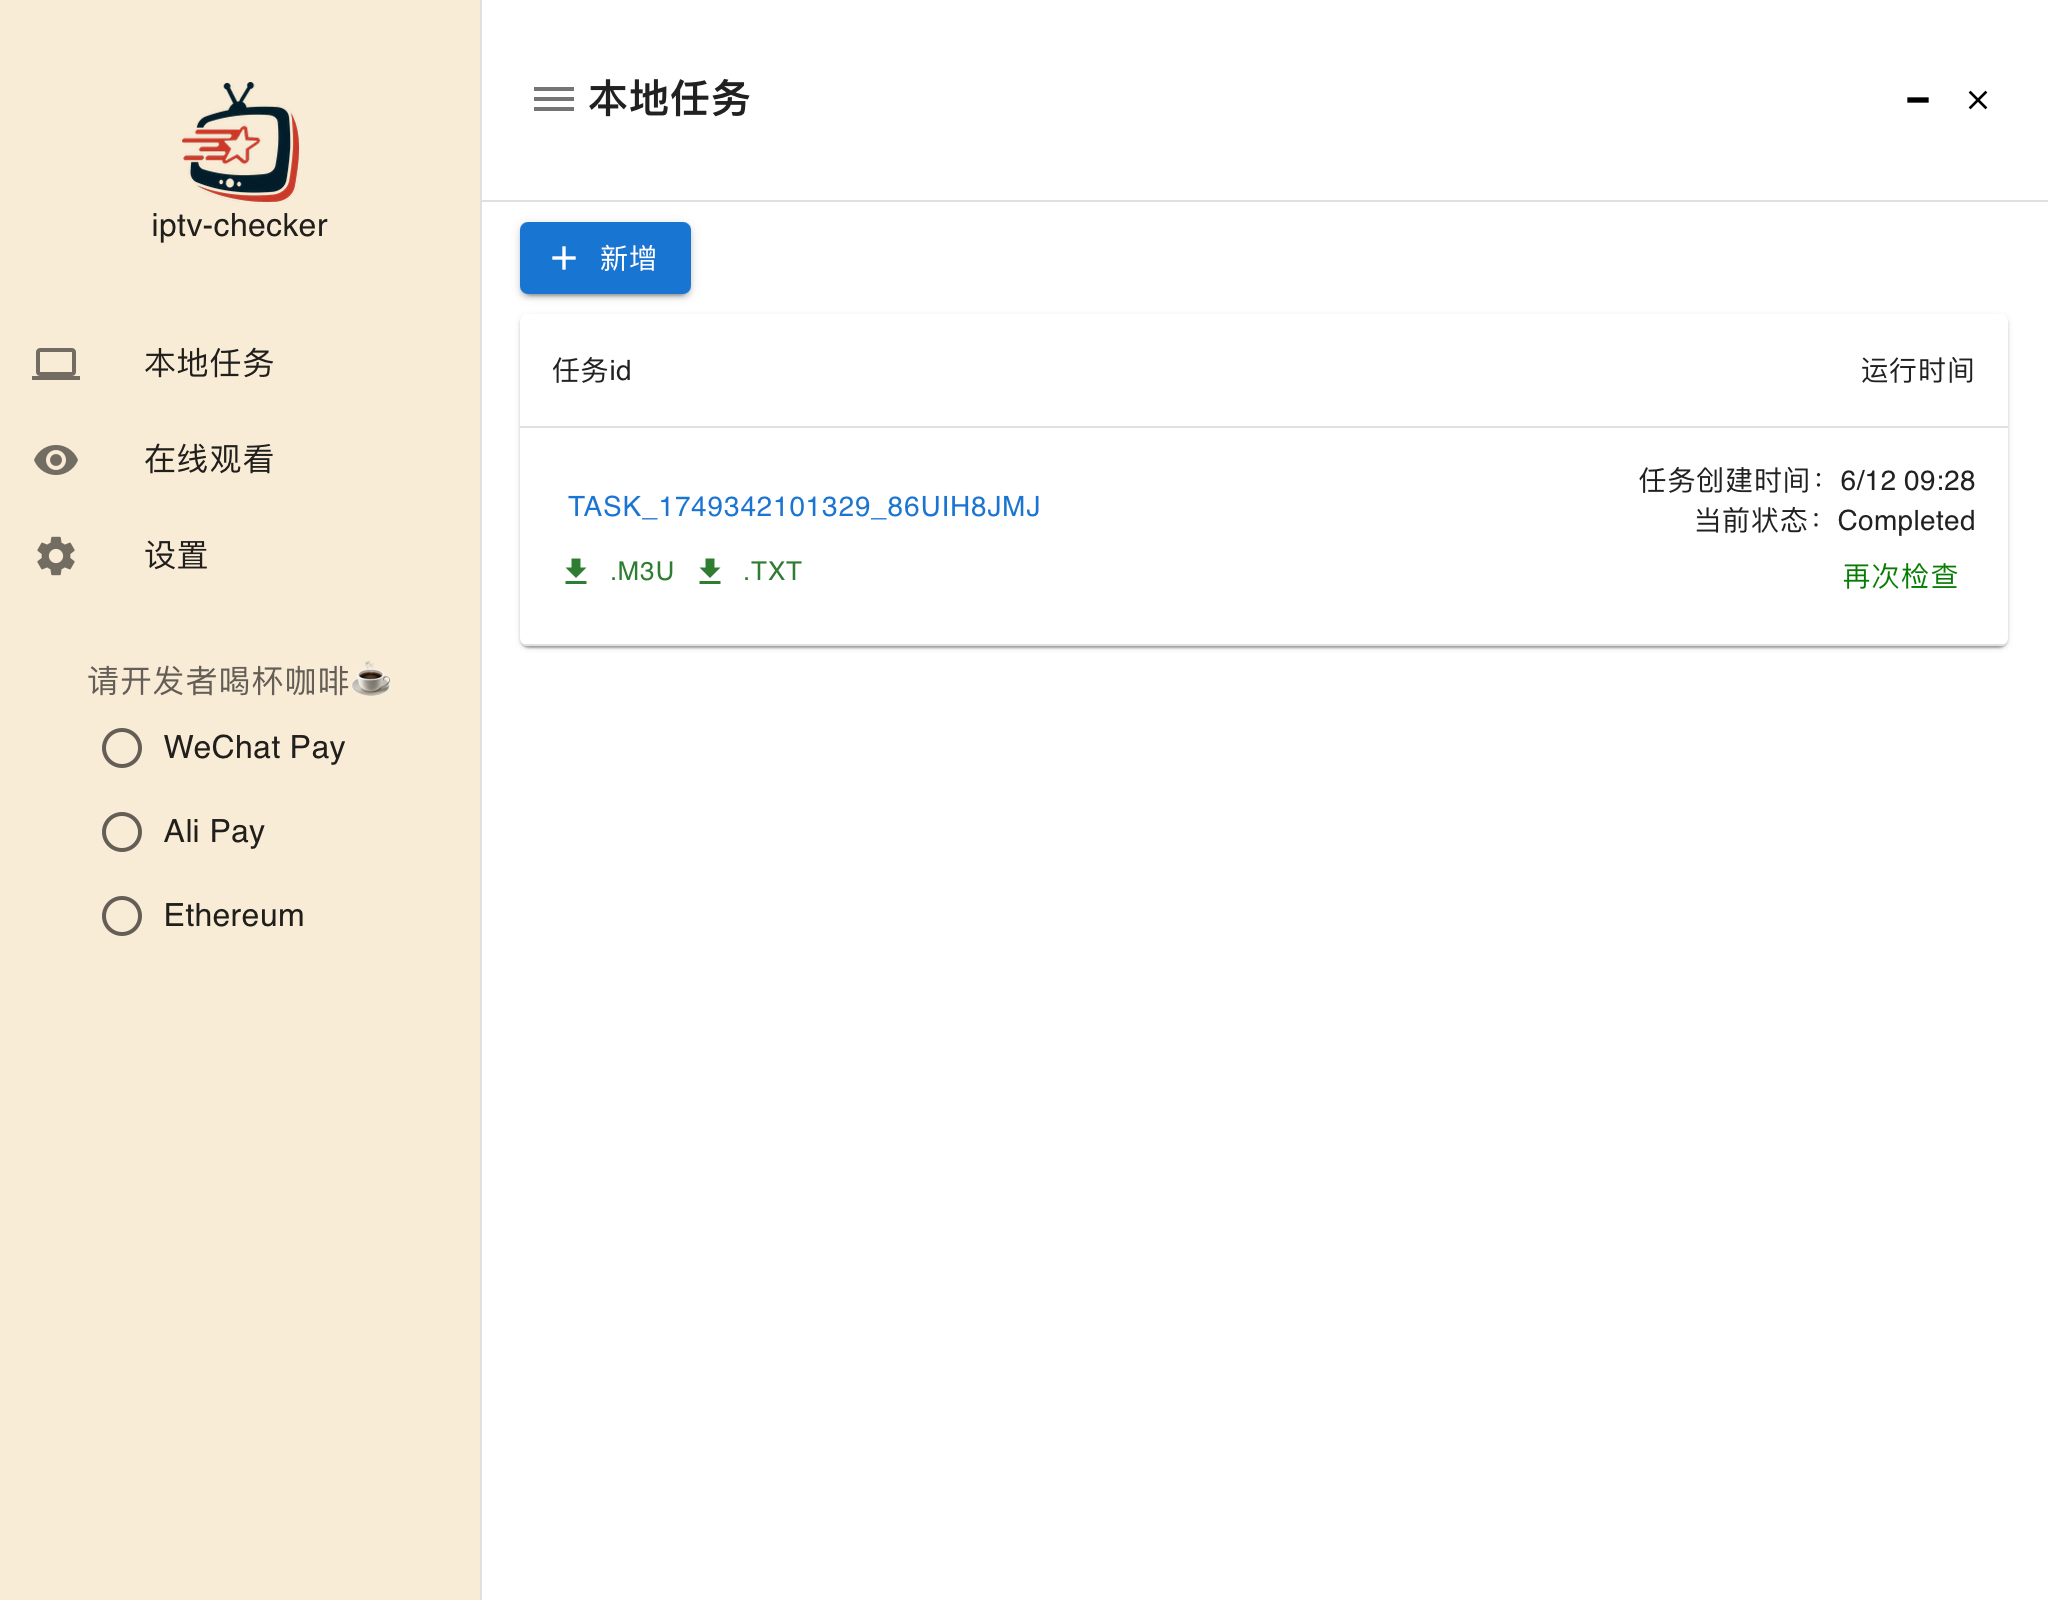 iptv-checker
本地任务
在线观看
设置
请开发者喝杯咖啡☕
WeChat Pay
Ali Pay
Ethereum
本地任务
新增
任务id 运行时间
TASK_1749342101329_86UIH8JMJ
.M3U .TXT
任务创建时间：6/12 09:28
当前状态：Completed
再次检查